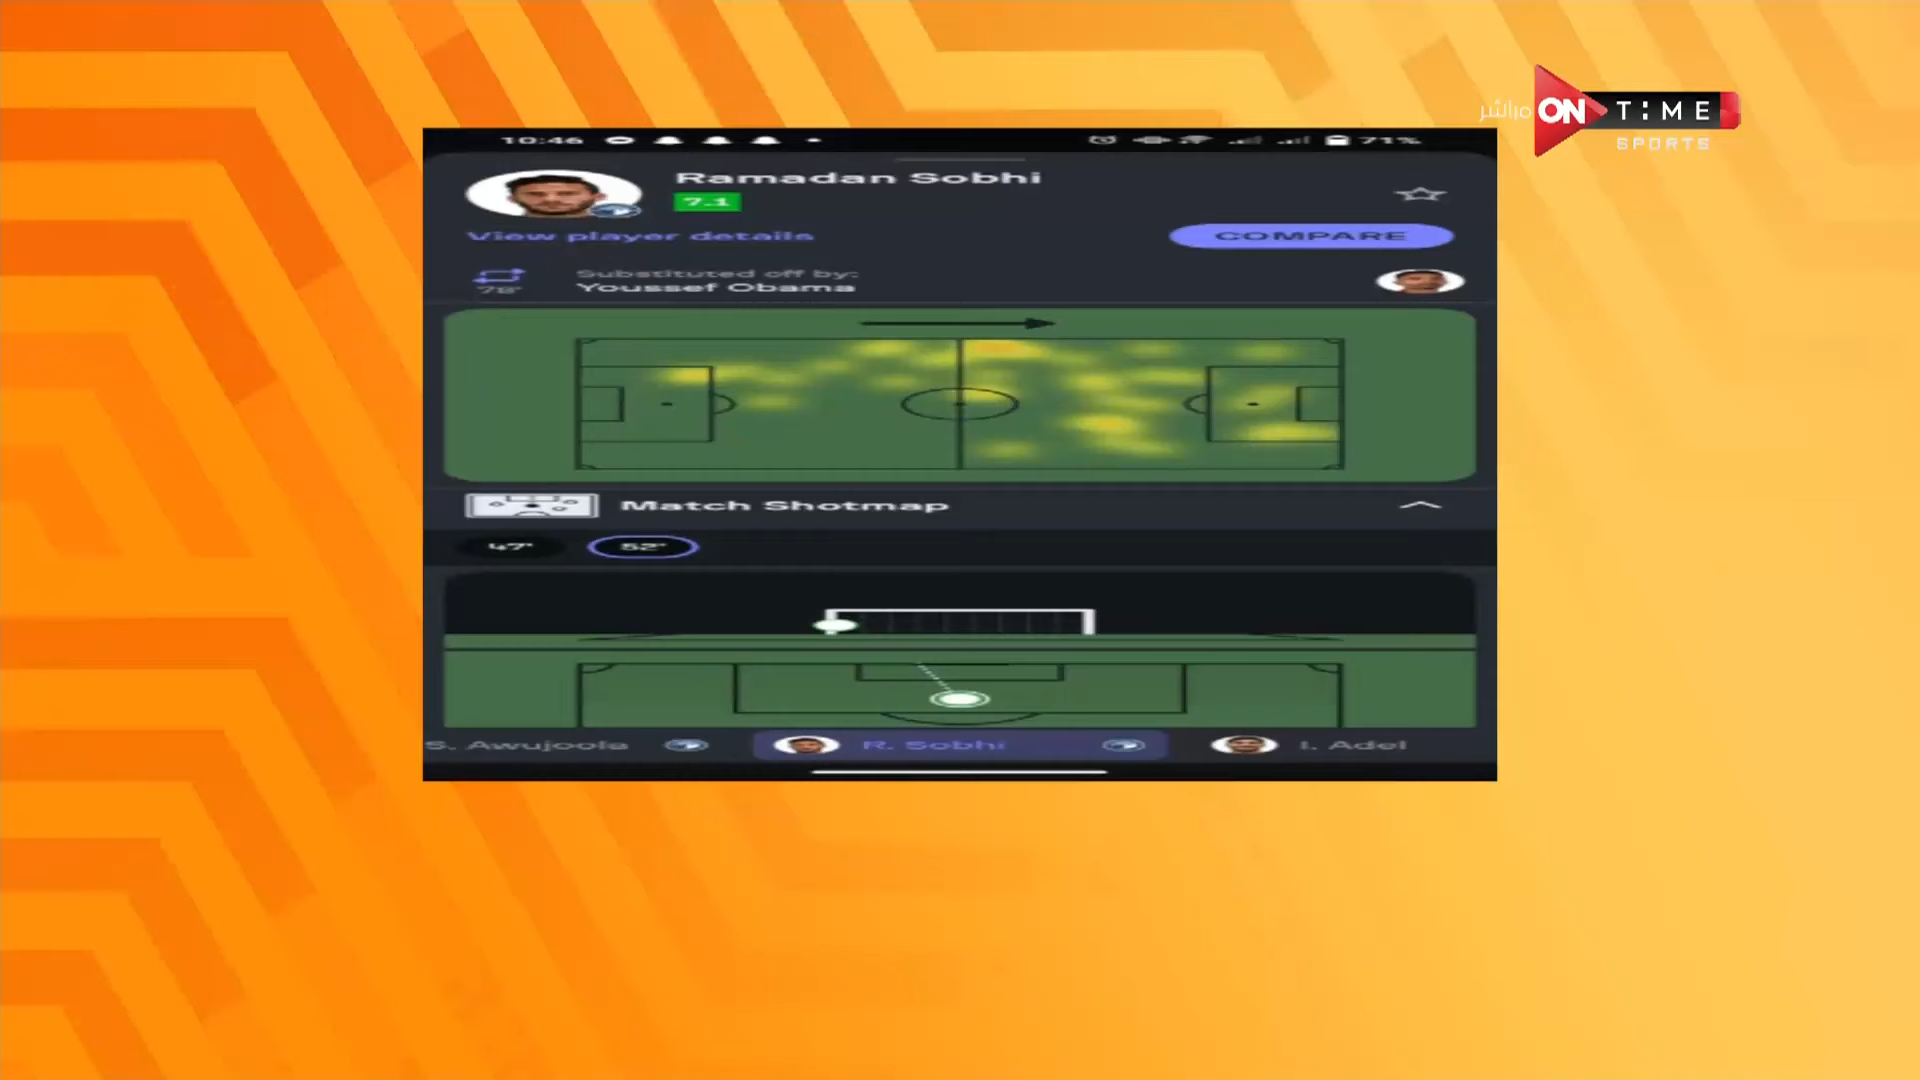 مباشر ON TIME
SPORTS
10:46 71%
Ramadan Sobhi
7.1
View player details COMPARE
Substituted off by:
78' Youssef Obama
Match Shotmap
47' 52'
S. Awujoola R. Sobhi I. Adel